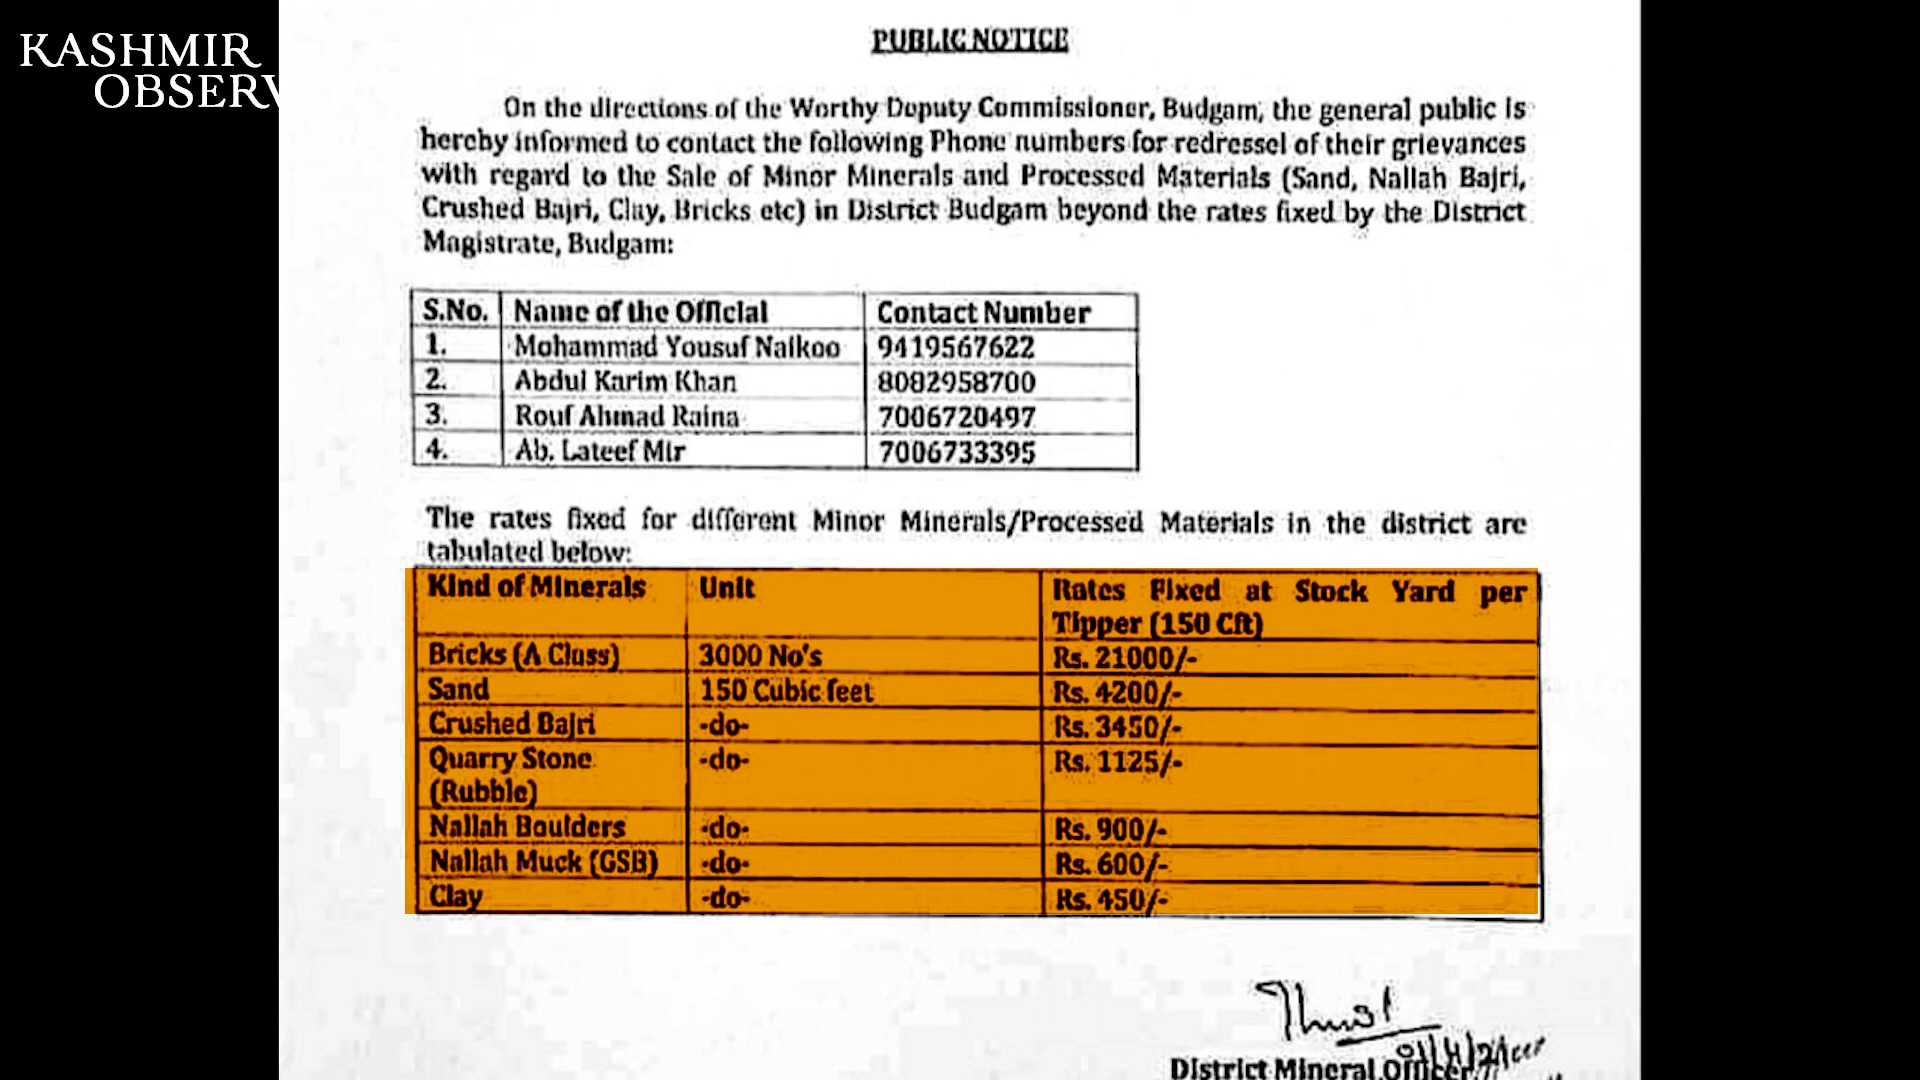 KASHMIR
OBSERV
PUBLIC NOTICE
On the directions of the Worthy Deputy Commissioner, Budgam, the general public is
hereby informed to contact the following Phone numbers for redressel of their grievances
with regard to the Sale of Minor Minerals and Processed Materials (Sand, Nallah Bajri,
Crushed Bajri, Clay, Bricks etc) in District Budgam beyond the rates fixed by the District
Magistrate, Budgam:
S.No. Name of the Official Contact Number
1. Mohammad Yousuf Naikoo 9419567622
2. Abdul Karim Khan 8082958700
3. Rouf Ahmad Raina 7006720497
4. Ab. Lateef Mir 7006733395
The rates fixed for different Minor Minerals/Processed Materials in the district are
tabulated below:
Kind of Minerals Unit Rates Fixed at Stock Yard per
Tipper (150 Cft)
Bricks (A Class) 3000 No's Rs. 21000/-
Sand 150 Cubic feet Rs. 4200/-
Crushed Bajri -do- Rs. 3450/-
Quarry Stone -do- Rs. 1125/-
(Rubble)
Nallah Boulders -do- Rs. 900/-
Nallah Muck (GSB) -do- Rs. 600/-
Clay -do- Rs. 450/-
District Mineral Officer